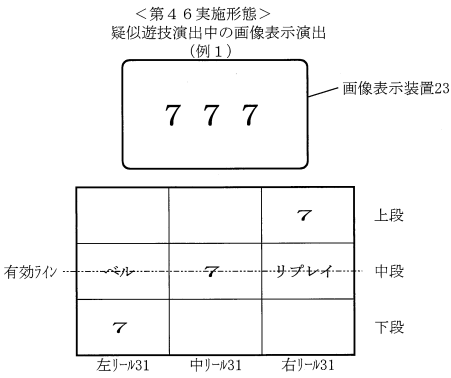 ＜第４６実施形態＞
疑似遊技演出中の画像表示演出
（例１）
７ ７ ７
画像表示装置23
７
上段
有効ﾗｲﾝ
ベル
７
リプレイ
中段
７
下段
左ﾘｰﾙ31
中ﾘｰﾙ31
右ﾘｰﾙ31